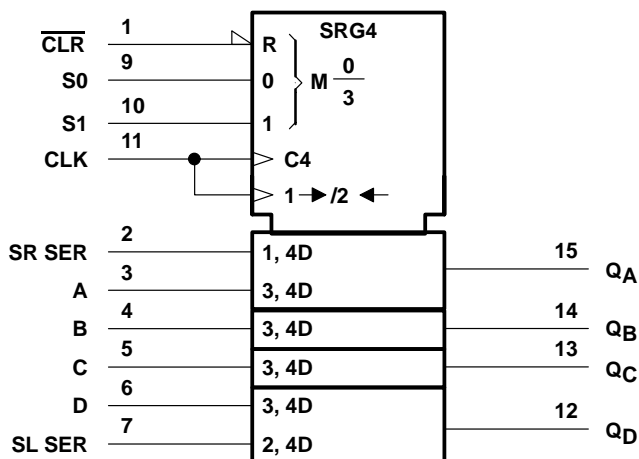 SRG4
CLR 1 R
S0 9 0 M 0/3
S1 10 1
CLK 11 C4
1 → /2 ←
SR SER 2 1, 4D
15 QA
A 3 3, 4D
B 4 3, 4D 14 QB
C 5 3, 4D 13 QC
D 6 3, 4D
12 QD
SL SER 7 2, 4D